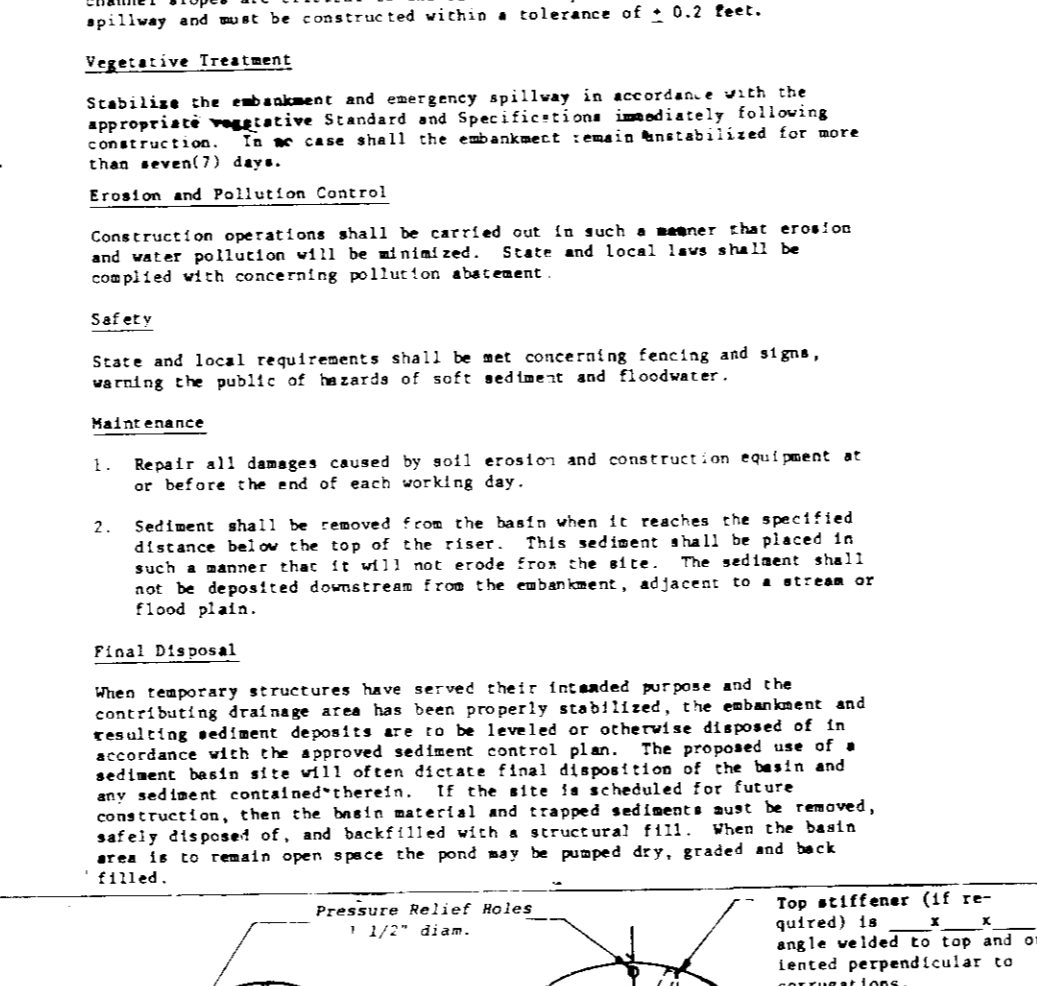 channel slopes are
spillway and must be constructed within a tolerance of ± 0.2 feet.
Vegetative Treatment
Stabilize the embankment and emergency spillway in accordance with the
appropriate vegetative Standard and Specifications immediately following
construction. In no case shall the embankment remain unstabilized for more
than seven(7) days.
Erosion and Pollution Control
Construction operations shall be carried out in such a manner that erosion
and water pollution will be minimized. State and local laws shall be
complied with concerning pollution abatement.
Safety
State and local requirements shall be met concerning fencing and signs,
warning the public of hazards of soft sediment and floodwater.
Maintenance
1. Repair all damages caused by soil erosion and construction equipment at
or before the end of each working day.
2. Sediment shall be removed from the basin when it reaches the specified
distance below the top of the riser. This sediment shall be placed in
such a manner that it will not erode from the site. The sediment shall
not be deposited downstream from the embankment, adjacent to a stream or
flood plain.
Final Disposal
When temporary structures have served their intended purpose and the
contributing drainage area has been properly stabilized, the embankment and
resulting sediment deposits are to be leveled or otherwise disposed of in
accordance with the approved sediment control plan. The proposed use of a
sediment basin site will often dictate final disposition of the basin and
any sediment contained therein. If the site is scheduled for future
construction, then the basin material and trapped sediments must be removed,
safely disposed of, and backfilled with a structural fill. When the basin
area is to remain open space the pond may be pumped dry, graded and back
filled.
Pressure Relief Holes
1 1/2" diam.
Top stiffener (if re-
quired) is ____x____x____
angle welded to top and or
iented perpendicular to
corrugations.